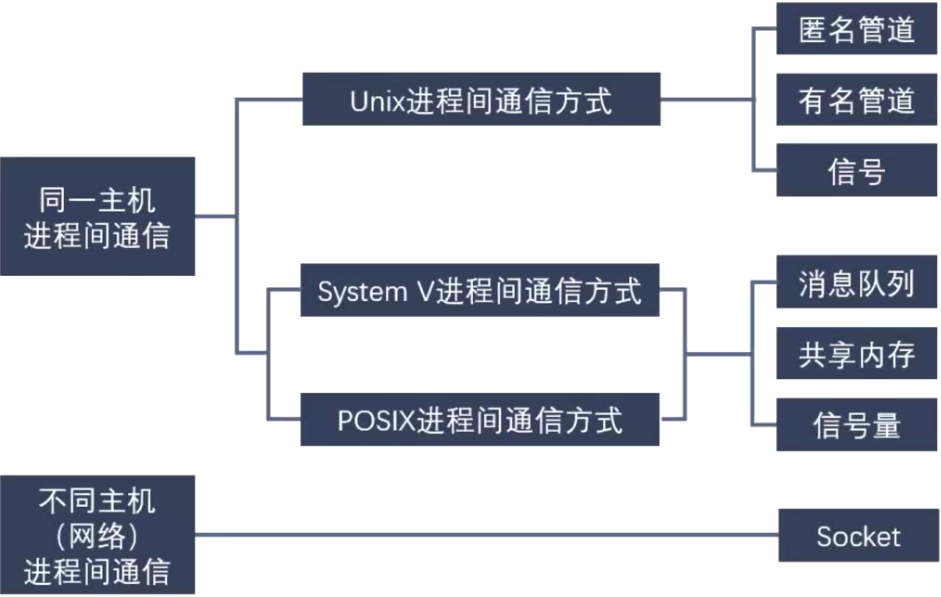 匿名管道
Unix进程间通信方式
有名管道
信号
同一主机
进程间通信
System V进程间通信方式
消息队列
共享内存
POSIX进程间通信方式
信号量
不同主机
（网络）
进程间通信
Socket